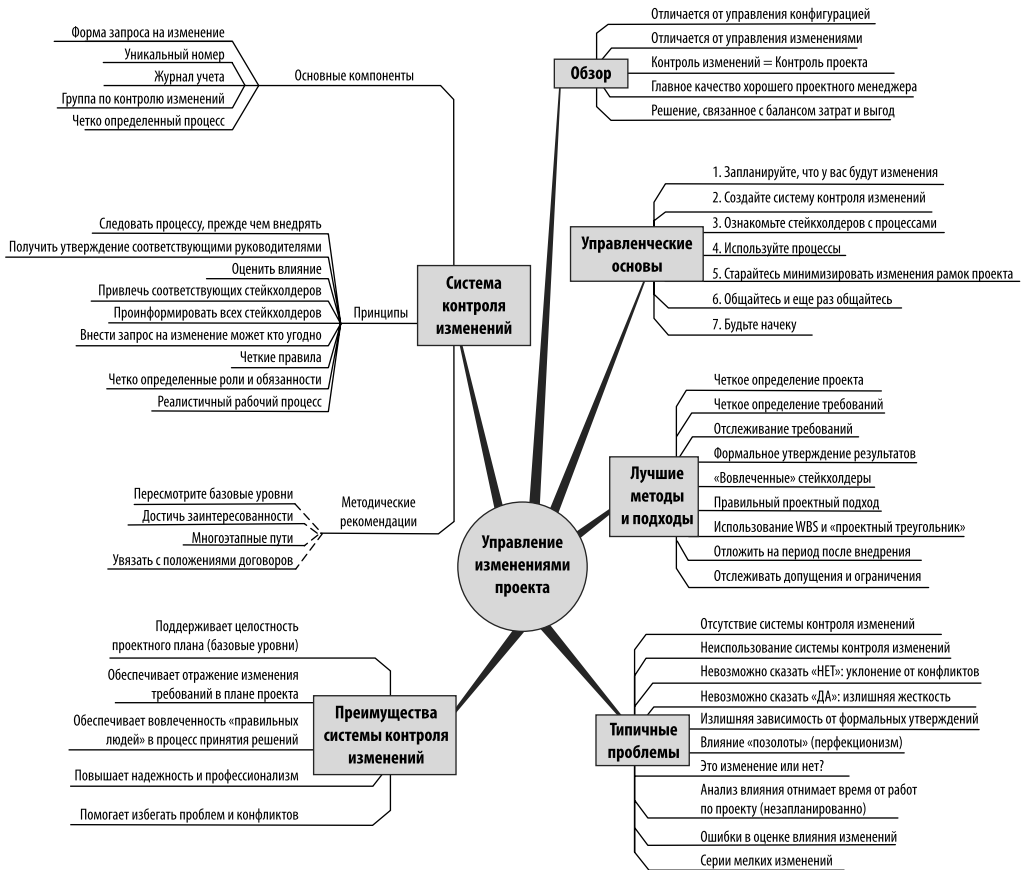 Форма запроса на изменение
Уникальный номер
Журнал учета
Группа по контролю изменений
Четко определенный процесс
Основные компоненты
Следовать процессу, прежде чем внедрять
Получить утверждение соответствующими руководителями
Оценить влияние
Привлечь соответствующих стейкхолдеров
Проинформировать всех стейкхолдеров
Внести запрос на изменение может кто угодно
Четкие правила
Четко определенные роли и обязанности
Реалистичный рабочий процесс
Принципы
Система
контроля
изменений
Пересмотрите базовые уровни
Достичь заинтересованности
Многоэтапные пути
Увязать с положениями договоров
Методические
рекомендации
Поддерживает целостность
проектного плана (базовые уровни)
Обеспечивает отражение изменения
требований в плане проекта
Обеспечивает вовлеченность «правильных
людей» в процесс принятия решений
Повышает надежность и профессионализм
Помогает избегать проблем и конфликтов
Преимущества
системы контроля
изменений
Управление
изменениями
проекта
Обзор
Отличается от управления конфигурацией
Отличается от управления изменениями
Контроль изменений = Контроль проекта
Главное качество хорошего проектного менеджера
Решение, связанное с балансом затрат и выгод
Управленческие
основы
1. Запланируйте, что у вас будут изменения
2. Создайте систему контроля изменений
3. Ознакомьте стейкхолдеров с процессами
4. Используйте процессы
5. Старайтесь минимизировать изменения рамок проекта
6. Общайтесь и еще раз общайтесь
7. Будьте начеку
Лучшие
методы
и подходы
Четкое определение проекта
Четкое определение требований
Отслеживание требований
Формальное утверждение результатов
«Вовлеченные» стейкхолдеры
Правильный проектный подход
Использование WBS и «проектный треугольник»
Отложить на период после внедрения
Отслеживать допущения и ограничения
Типичные
проблемы
Отсутствие системы контроля изменений
Неиспользование системы контроля изменений
Невозможно сказать «НЕТ»: уклонение от конфликтов
Невозможно сказать «ДА»: излишняя жесткость
Излишняя зависимость от формальных утверждений
Влияние «позолоты» (перфекционизм)
Это изменение или нет?
Анализ влияния отнимает время от работ
по проекту (незапланированно)
Ошибки в оценке влияния изменений
Серии мелких изменений